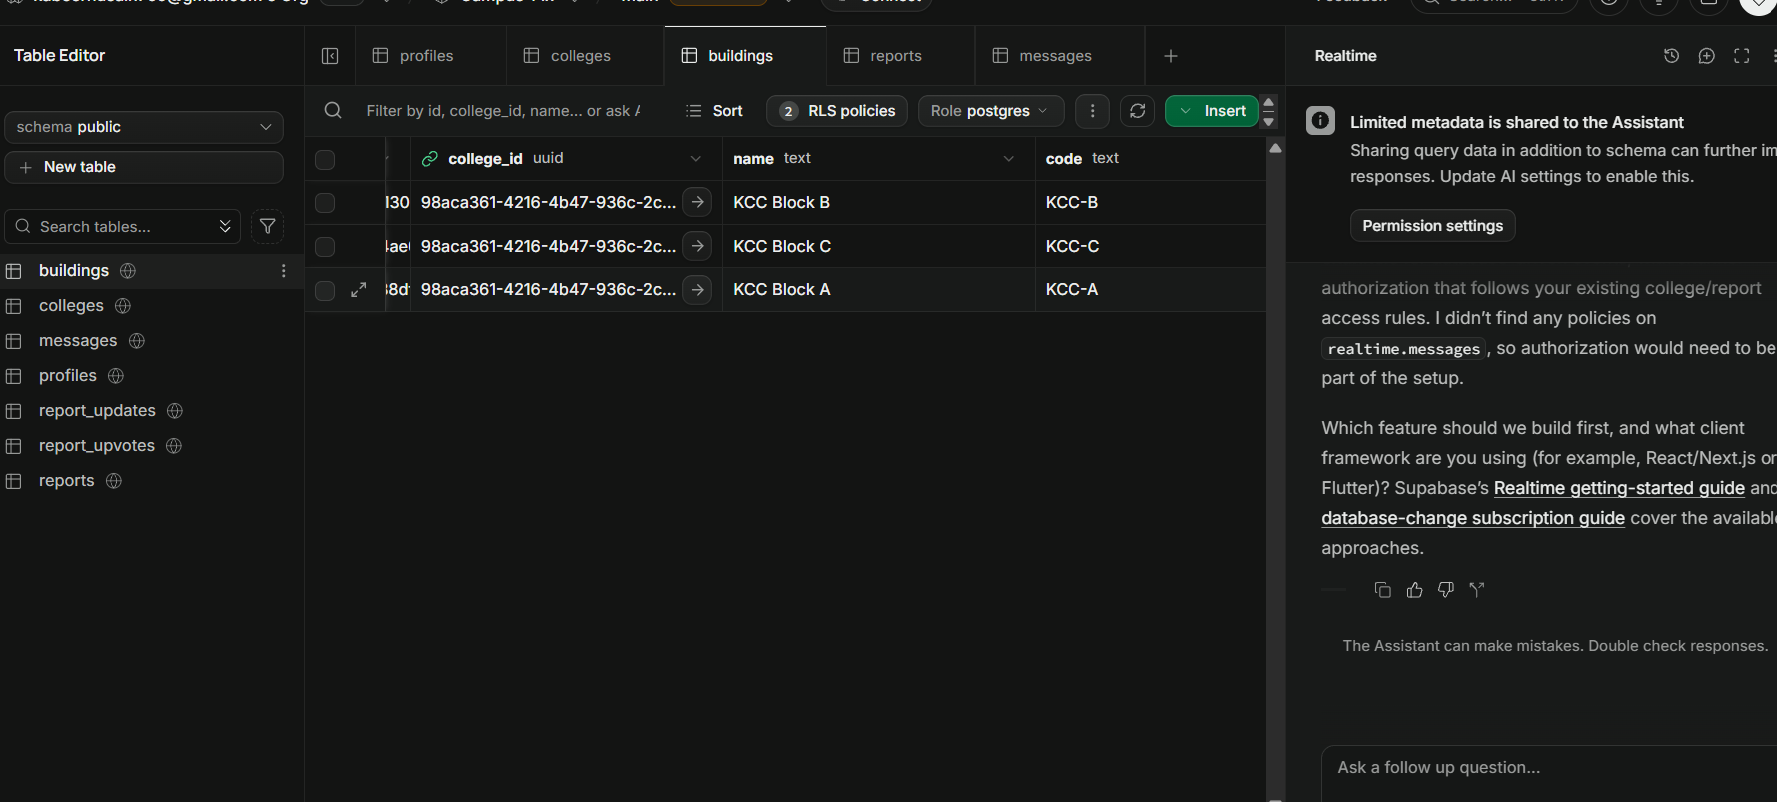 Table Editor
profiles
colleges
buildings
reports
messages
Realtime
schema public
New table
Search tables...
buildings
colleges
messages
profiles
report_updates
report_upvotes
reports
Filter by id, college_id, name... or ask
Sort
2 RLS policies
Role postgres
Insert
college_id uuid
name text
code text
98aca361-4216-4b47-936c-2c...
KCC Block B
KCC-B
98aca361-4216-4b47-936c-2c...
KCC Block C
KCC-C
98aca361-4216-4b47-936c-2c...
KCC Block A
KCC-A
Limited metadata is shared to the Assistant
Sharing query data in addition to schema can further
responses. Update AI settings to enable this.
Permission settings
authorization that follows your existing college/report
access rules. I didn't find any policies on
realtime.messages, so authorization would need to be
part of the setup.
Which feature should we build first, and what client
framework are you using (for example, React/Next.js or
Flutter)? Supabase's Realtime getting-started guide and
database-change subscription guide cover the available
approaches.
The Assistant can make mistakes. Double check responses.
Ask a follow up question...